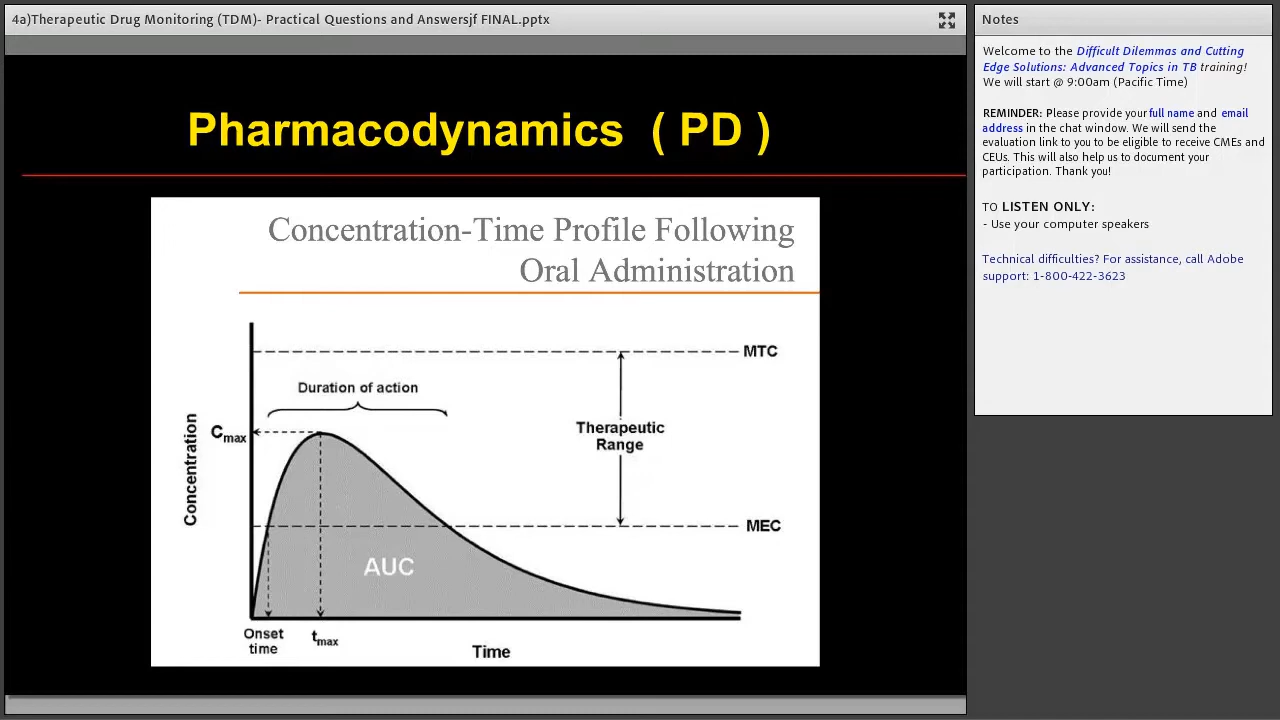 4a)Therapeutic Drug Monitoring (TDM)- Practical Questions and Answersjf FINAL.pptx
Pharmacodynamics ( PD )
Concentration-Time Profile Following
Oral Administration
MTC
Duration of action
Therapeutic
Range
Cmax
Concentration
MEC
AUC
Onset
time
tmax
Time
Notes
Welcome to the Difficult Dilemmas and Cutting
Edge Solutions: Advanced Topics in TB training!
We will start @ 9:00am (Pacific Time)
REMINDER: Please provide your full name and email
address in the chat window. We will send the
evaluation link to you to be eligible to receive CMEs and
CEUs. This will also help us to document your
participation. Thank you!
TO LISTEN ONLY:
- Use your computer speakers
Technical difficulties? For assistance, call Adobe
support: 1-800-422-3623